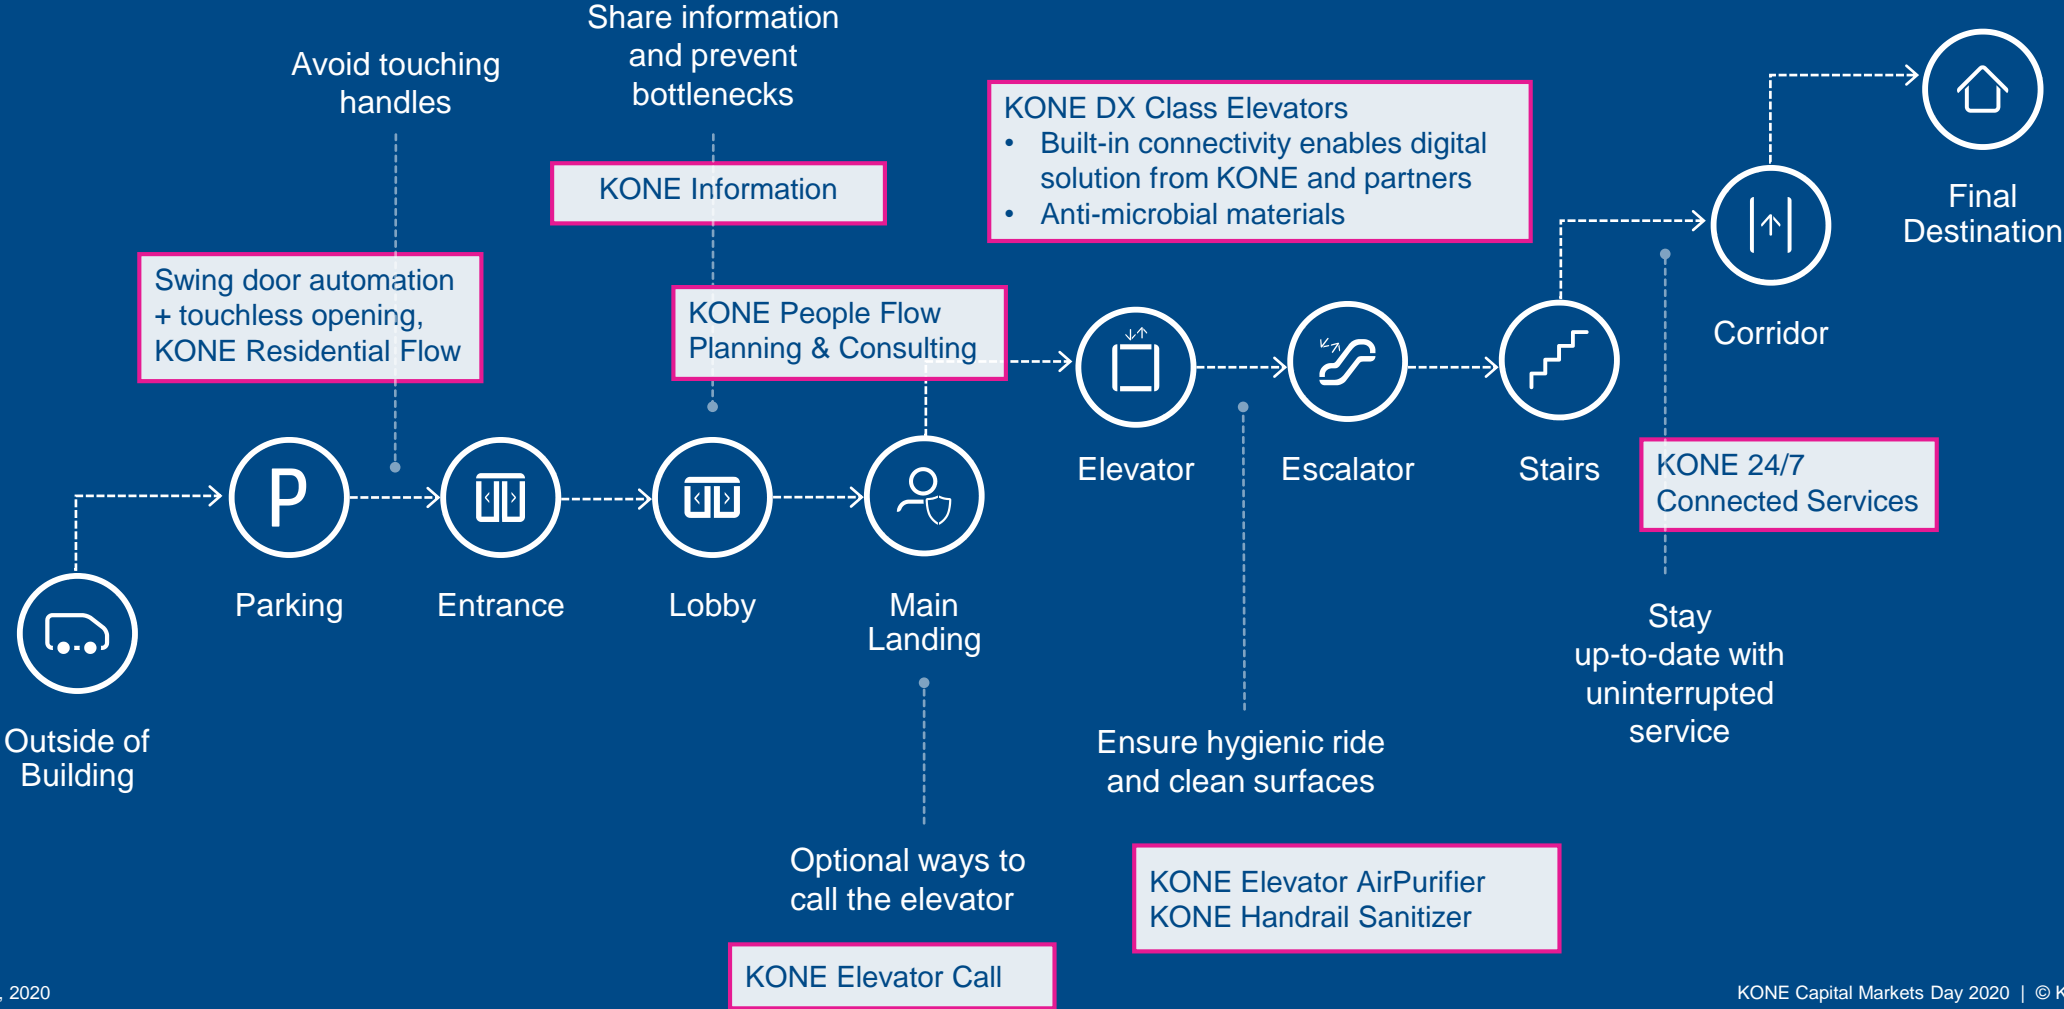 Share information
and prevent
bottlenecks
Avoid touching
handles
KONE Information
KONE DX Class Elevators
• Built-in connectivity enables digital
solution from KONE and partners
• Anti-microbial materials
Final
Destination
Swing door automation
+ touchless opening,
KONE Residential Flow
KONE People Flow
Planning & Consulting
Corridor
Elevator
Escalator
Stairs
KONE 24/7
Connected Services
P
Parking
Entrance
Lobby
Main
Landing
Outside of
Building
Stay
up-to-date with
uninterrupted
service
Ensure hygienic ride
and clean surfaces
Optional ways to
call the elevator
KONE Elevator AirPurifier
KONE Handrail Sanitizer
KONE Elevator Call
, 2020
KONE Capital Markets Day 2020 | © K